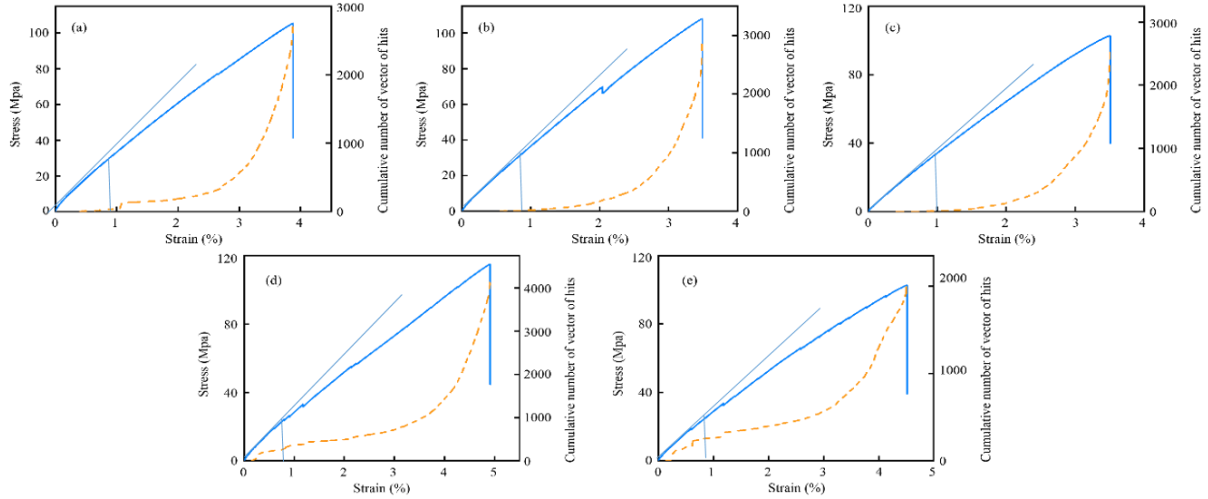 (a)
Stress (Mpa)
100
80
60
40
20
0
0 1 2 3 4
Strain (%)
3000
2000
1000
0
Cumulative number of vector of hits
(b)
Stress (Mpa)
100
80
60
40
20
0
0 1 2 3 4
Strain (%)
3000
2000
1000
0
Cumulative number of vector of hits
(c)
Stress (Mpa)
120
80
40
0
0 1 2 3 4
Strain (%)
3000
2000
1000
0
Cumulative number of vector of hits
(d)
Stress (Mpa)
120
80
40
0
0 1 2 3 4 5
Strain (%)
4000
3000
2000
1000
0
Cumulative number of vector of hits
(e)
Stress (Mpa)
120
80
40
0
0 1 2 3 4 5
Strain (%)
2000
1000
0
Cumulative number of vector of hits